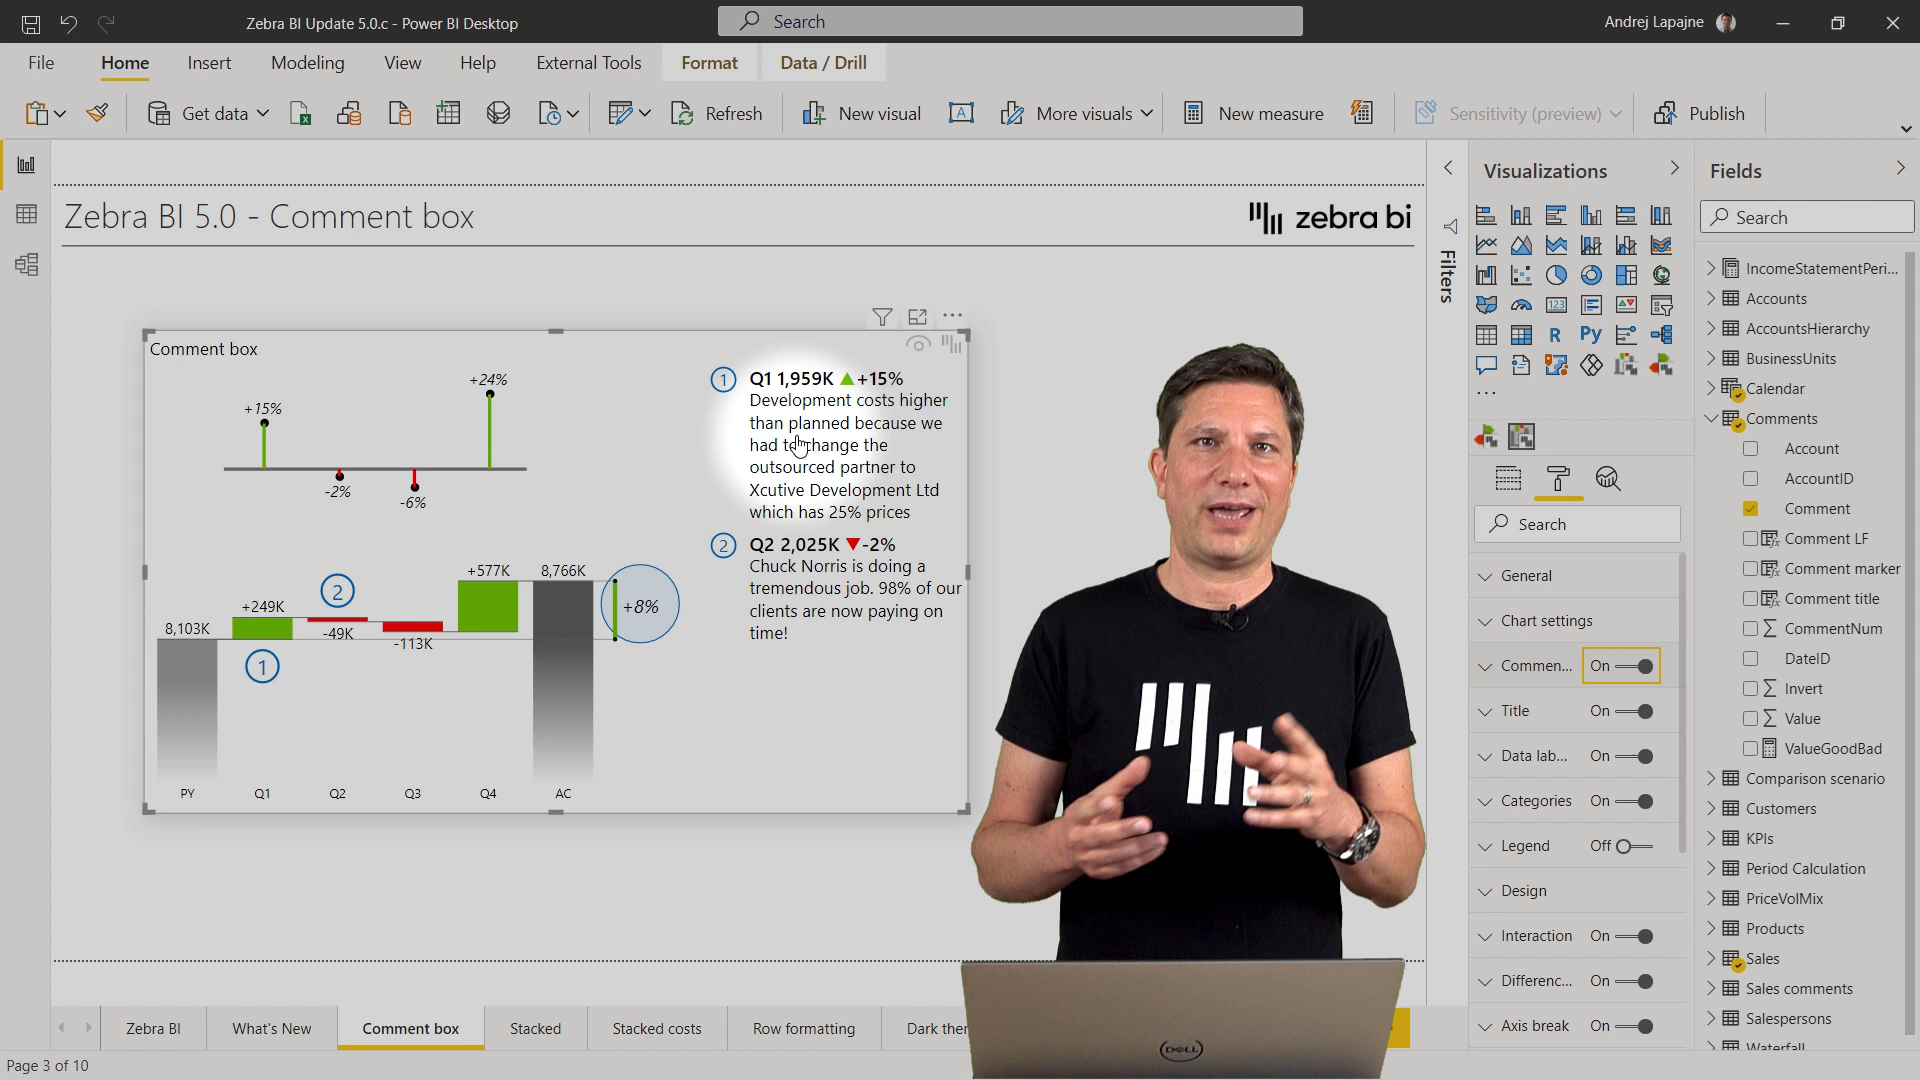 Zebra BI Update 5.0.c - Power BI Desktop
Search
Andrej Lapajne
File
Home
Insert
Modeling
View
Help
External Tools
Format
Data / Drill
Get data
Refresh
New visual
More visuals
New measure
Sensitivity (preview)
Publish
Zebra BI 5.0 - Comment box
zebra bi
Comment box
+15%
-2%
-6%
+24%
8,103K
+249K
-49K
-113K
+577K
8,766K
+8%
1
2
PY
Q1
Q2
Q3
Q4
AC
1
Q1 1,959K ▲+15%
Development costs higher
than planned because we
had to change the
outsourced partner to
Xcutive Development Ltd
which has 25% prices
2
Q2 2,025K ▼-2%
Chuck Norris is doing a
tremendous job. 98% of our
clients are now paying on
time!
Filters
Visualizations
123
R
Py
...
Search
General
Chart settings
Commen... On
Title On
Data lab... On
Categories On
Legend Off
Design
Interaction On
Differenc... On
Axis break On
Fields
Search
IncomeStatementPeri...
Accounts
AccountsHierarchy
BusinessUnits
Calendar
Comments
Account
AccountID
Comment
Comment LF
Comment marker
Comment title
CommentNum
DateID
Invert
Value
ValueGoodBad
Comparison scenario
Customers
KPIs
Period Calculation
PriceVolMix
Products
Sales
Sales comments
Salespersons
Waterfall
Zebra BI
What's New
Comment box
Stacked
Stacked costs
Row formatting
Dark
DELL
Page 3 of 10